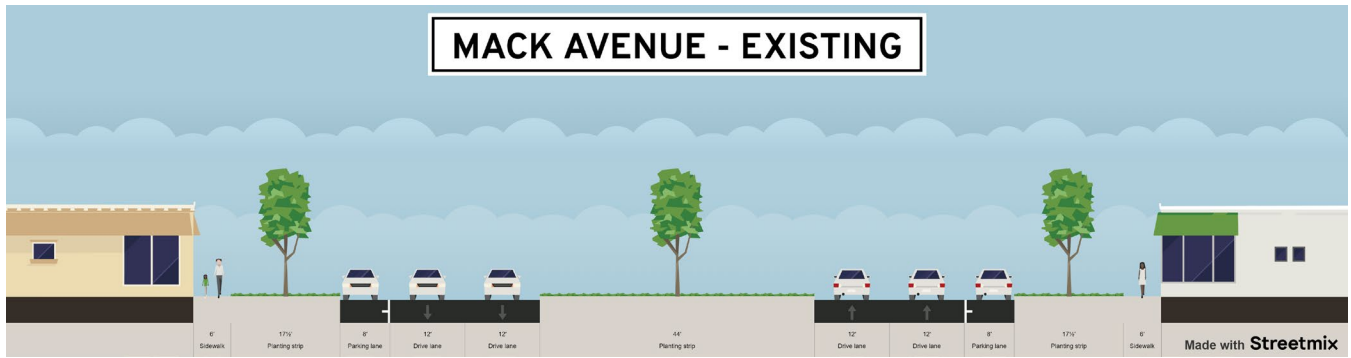 MACK AVENUE - EXISTING
6' 17½' 8' 12' 12' 44' 12' 12' 8' 17½' 6'
Sidewalk Planting strip Parking lane Drive lane Drive lane Planting strip Drive lane Drive lane Parking lane Planting strip Sidewalk
Made with Streetmix